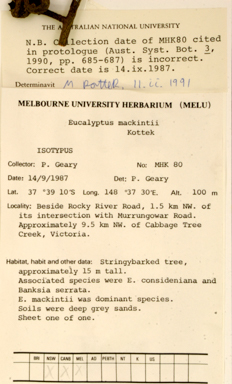 THE AUSTRALIAN NATIONAL UNIVERSITY
N.B. Collection date of MHK80 cited
in protologue (Aust. Syst. Bot. 3,
1990, pp. 685-687) is incorrect.
Correct date is 14.ix.1987.
Determinavit M Kottek. 11. ii. 1991
MELBOURNE UNIVERSITY HERBARIUM (MELU)
Eucalyptus mackintii
Kottek
ISOTYPUS
Collector: P. Geary No: MHK 80
Date: 14/9/1987 Det: P. Geary
Lat. 37 °39'10"S Long. 148 °37'30"E. Alt. 100 m
Locality: Beside Rocky River Road, 1.5 km NW. of
its intersection with Murrungowar Road.
Approximately 9.5 km NW. of Cabbage Tree
Creek, Victoria.
Habitat, habit and other data: Stringybarked tree,
approximately 15 m tall.
Associated species were E. consideniana and
Banksia serrata.
E. mackintii was dominant species.
Soils were deep grey sands.
Sheet one of one.
BRI NSW CANB MEL AD PERTH NT K US
X X X